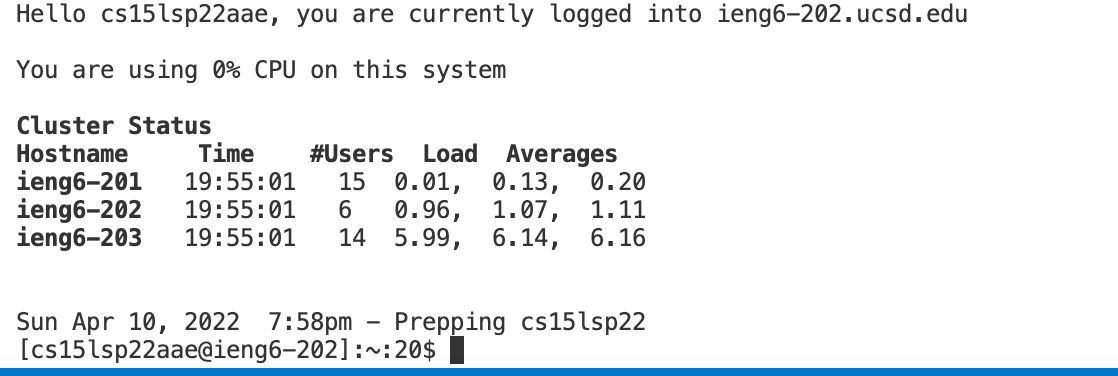 Hello cs15lsp22aae, you are currently logged into ieng6-202.ucsd.edu
You are using 0% CPU on this system
Cluster Status
Hostname     Time    #Users  Load  Averages
ieng6-201   19:55:01   15  0.01,  0.13,  0.20
ieng6-202   19:55:01   6   0.96,  1.07,  1.11
ieng6-203   19:55:01   14  5.99,  6.14,  6.16
Sun Apr 10, 2022  7:58pm - Prepping cs15lsp22
[cs15lsp22aae@ieng6-202]:~:20$